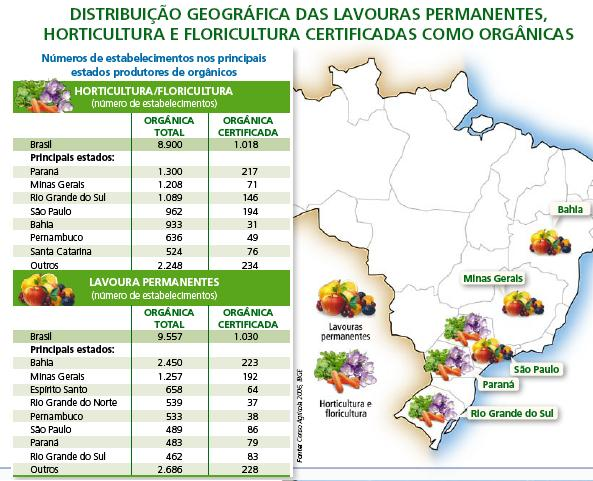 DISTRIBUIÇÃO GEOGRÁFICA DAS LAVOURAS PERMANENTES,
HORTICULTURA E FLORICULTURA CERTIFICADAS COMO ORGÂNICAS
Números de estabelecimentos nos principais
estados produtores de orgânicos
HORTICULTURA/FLORICULTURA
(número de estabelecimentos)
ORGÂNICA TOTAL ORGÂNICA CERTIFICADA
Brasil 8.900 1.018
Principais estados:
Paraná 1.300 217
Minas Gerais 1.208 71
Rio Grande do Sul 1.089 146
São Paulo 962 194
Bahia 933 31
Pernambuco 636 49
Santa Catarina 524 76
Outros 2.248 234
LAVOURA PERMANENTES
(número de estabelecimentos)
ORGÂNICA TOTAL ORGÂNICA CERTIFICADA
Brasil 9.557 1.030
Principais estados:
Bahia 2.450 223
Minas Gerais 1.257 192
Espírito Santo 658 64
Rio Grande do Norte 539 37
Pernambuco 533 38
São Paulo 489 86
Paraná 483 79
Rio Grande do Sul 462 83
Outros 2.686 228
Bahia
Minas Gerais
Lavouras
permanentes
São Paulo
Paraná
Horticultura e
floricultura
Rio Grande do Sul
Fonte: Censo Agrícola 2006, IBGE